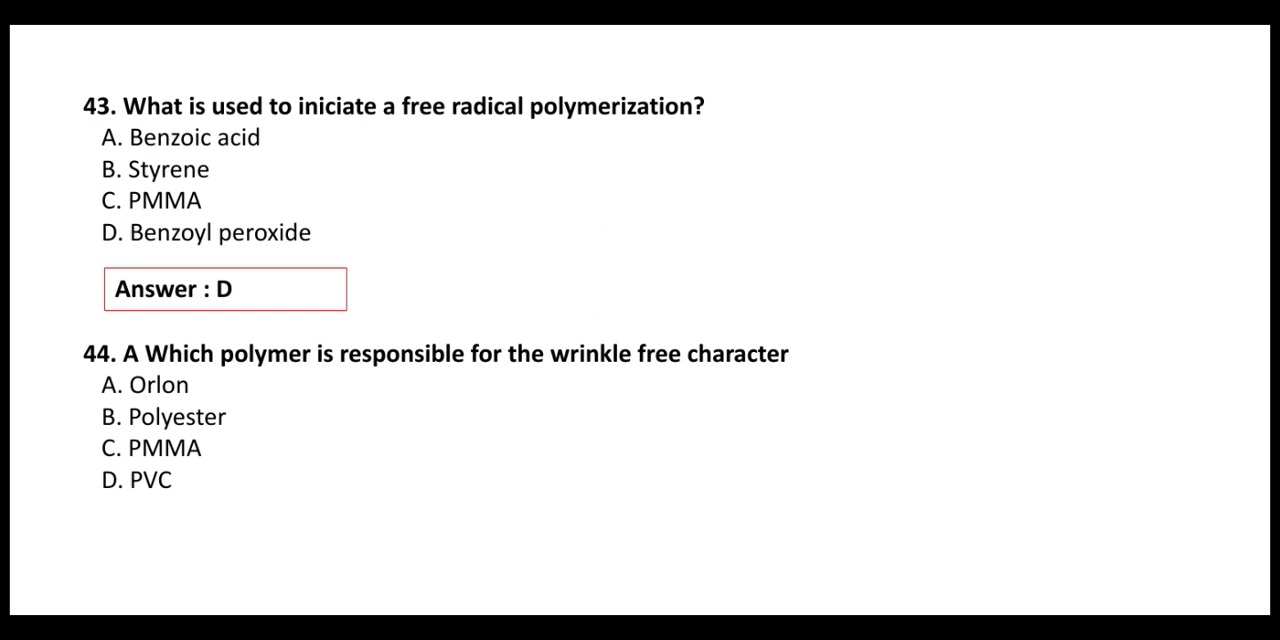 43. What is used to iniciate a free radical polymerization?
A. Benzoic acid
B. Styrene
C. PMMA
D. Benzoyl peroxide
Answer : D
44. A Which polymer is responsible for the wrinkle free character
A. Orlon
B. Polyester
C. PMMA
D. PVC